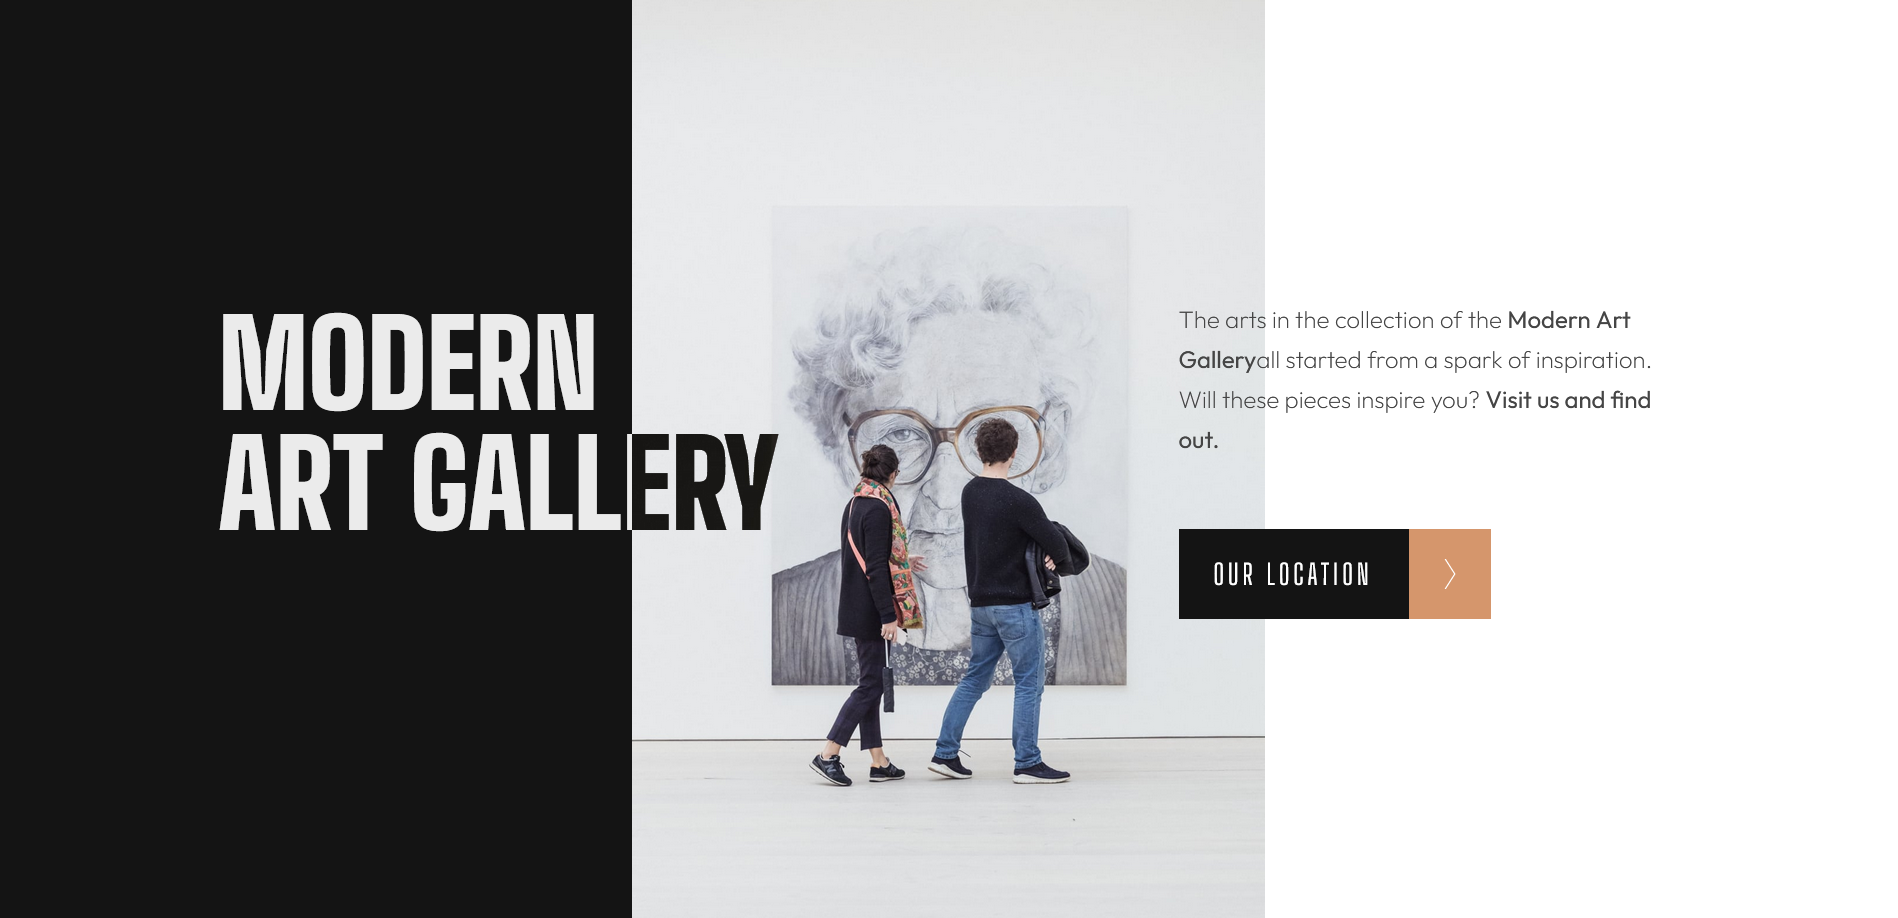 MODERN
ART GALLERY
The arts in the collection of the Modern Art
Galleryall started from a spark of inspiration.
Will these pieces inspire you? Visit us and find
out.
OUR LOCATION